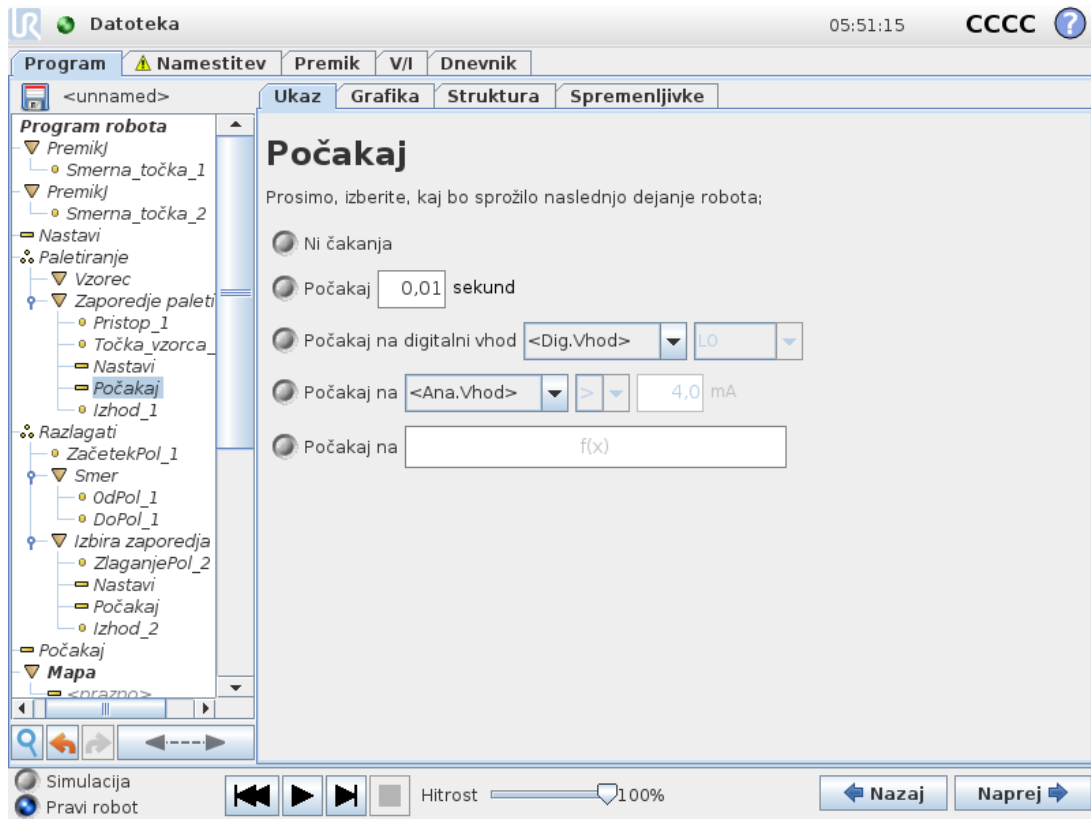 UR Datoteka 05:51:15 CCCC ?
Program Namestitev Premik V/I Dnevnik
<unnamed>
Ukaz Grafika Struktura Spremenljivke
Program robota
PremikJ
Smerna_točka_1
PremikJ
Smerna_točka_2
Nastavi
Paletiranje
Vzorec
Zaporedje paleti
Pristop_1
Točka_vzorca_
Nastavi
Počakaj
Izhod_1
Razlagati
ZačetekPol_1
Smer
OdPol_1
DoPol_1
Izbira zaporedja
ZlaganjePol_2
Nastavi
Počakaj
Izhod_2
Počakaj
Mapa
<prazno>
Počakaj
Prosimo, izberite, kaj bo sprožilo naslednjo dejanje robota;
Ni čakanja
Počakaj 0,01 sekund
Počakaj na digitalni vhod <Dig.Vhod> LO
Počakaj na <Ana.Vhod> > 4,0 mA
Počakaj na f(x)
Simulacija
Pravi robot
Hitrost 100%
Nazaj Naprej